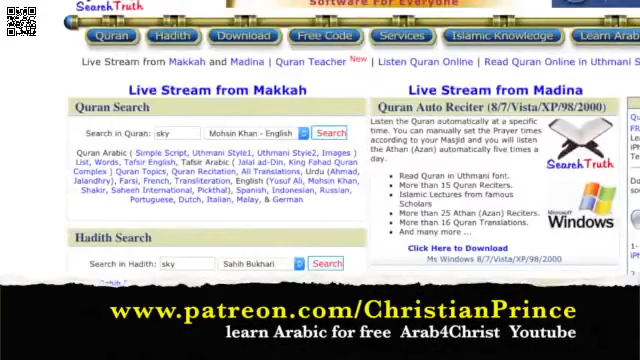 SearchTruth
Software For Everyone
Quran
Hadith
Download
Free Code
Services
Islamic Knowledge
Learn Arab
Live Stream from Makkah and Madina | Quran Teacher New | Listen Quran Online | Read Quran Online in Uthmani S
Live Stream from Makkah
Quran Search
Search in Quran: sky Mohsin Khan - English Search
Quran Arabic ( Simple Script, Uthmani Style1, Uthmani Style2, Images )
List, Words, Tafsir English, Tafsir Arabic ( Jalal ad-Din, King Fahad Quran
Complex ) Quran Topics, Quran Recitation, All Translations, Urdu (Ahmad,
Jalandhry), Farsi, French, Transliteration, English (Yusuf Ali, Mohsin Khan,
Shakir, Saheen International, Pickthal), Spanish, Indonesian, Russian,
Portuguese, Dutch, Italian, Malay, & German
Hadith Search
Search in Hadith: sky Sahih Bukhari Search
Live Stream from Madina
Quran Auto Reciter (8/7/Vista/XP/98/2000)
Listen the Quran automatically at a specific
time. You can manually set the Prayer times
according to your Masjid and you will listen
the Athan (Azan) automatically five times a
day.
• Read Quran in Uthmani font.
• More than 15 Quran Reciters.
• Islamic Lectures from famous
Scholars
• More than 25 Athan (Azan) Reciters.
• More than 16 Quran Translations.
• And many more ...
SearchTruth
Microsoft
Windows
Click Here to Download
Ms Windows 8/7/Vista/XP/98/2000
www.patreon.com/ChristianPrince
learn Arabic for free Arab4Christ Youtube